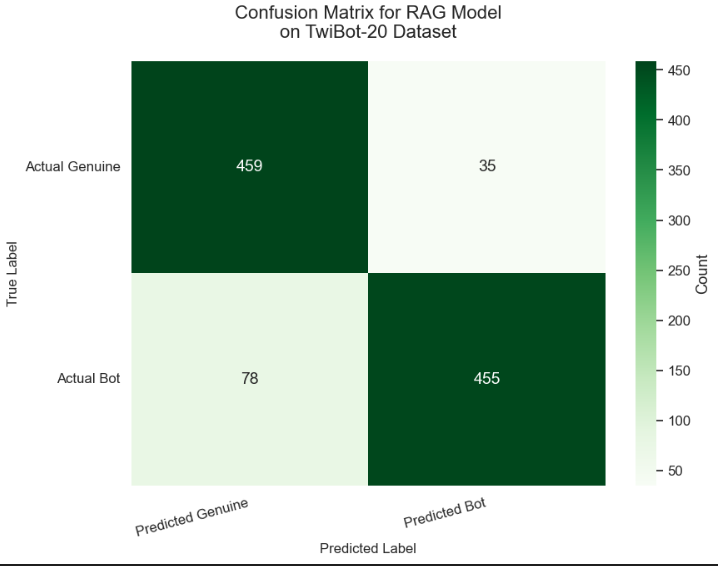 Confusion Matrix for RAG Model
on TwiBot-20 Dataset
Actual Genuine
459
35
Actual Bot
78
455
True Label
Predicted Genuine
Predicted Bot
Predicted Label
450
400
350
300
250
200
150
100
50
Count